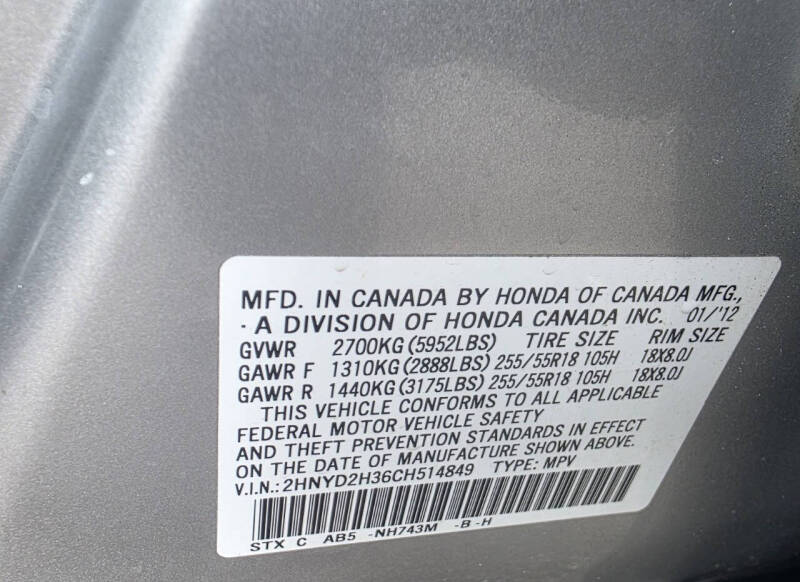 MFD. IN CANADA BY HONDA OF CANADA MFG.,
· A DIVISION OF HONDA CANADA INC. 01/'12
GVWR 2700KG (5952LBS) TIRE SIZE RIM SIZE
GAWR F 1310KG (2888LBS) 255/55R18 105H 18X8.0J
GAWR R 1440KG (3175LBS) 255/55R18 105H 18X8.0J
THIS VEHICLE CONFORMS TO ALL APPLICABLE
FEDERAL MOTOR VEHICLE SAFETY
AND THEFT PREVENTION STANDARDS IN EFFECT
ON THE DATE OF MANUFACTURE SHOWN ABOVE.
V.I.N.: 2HNYD2H36CH514849 TYPE: MPV
STX C AB5 -NH743M -B -H